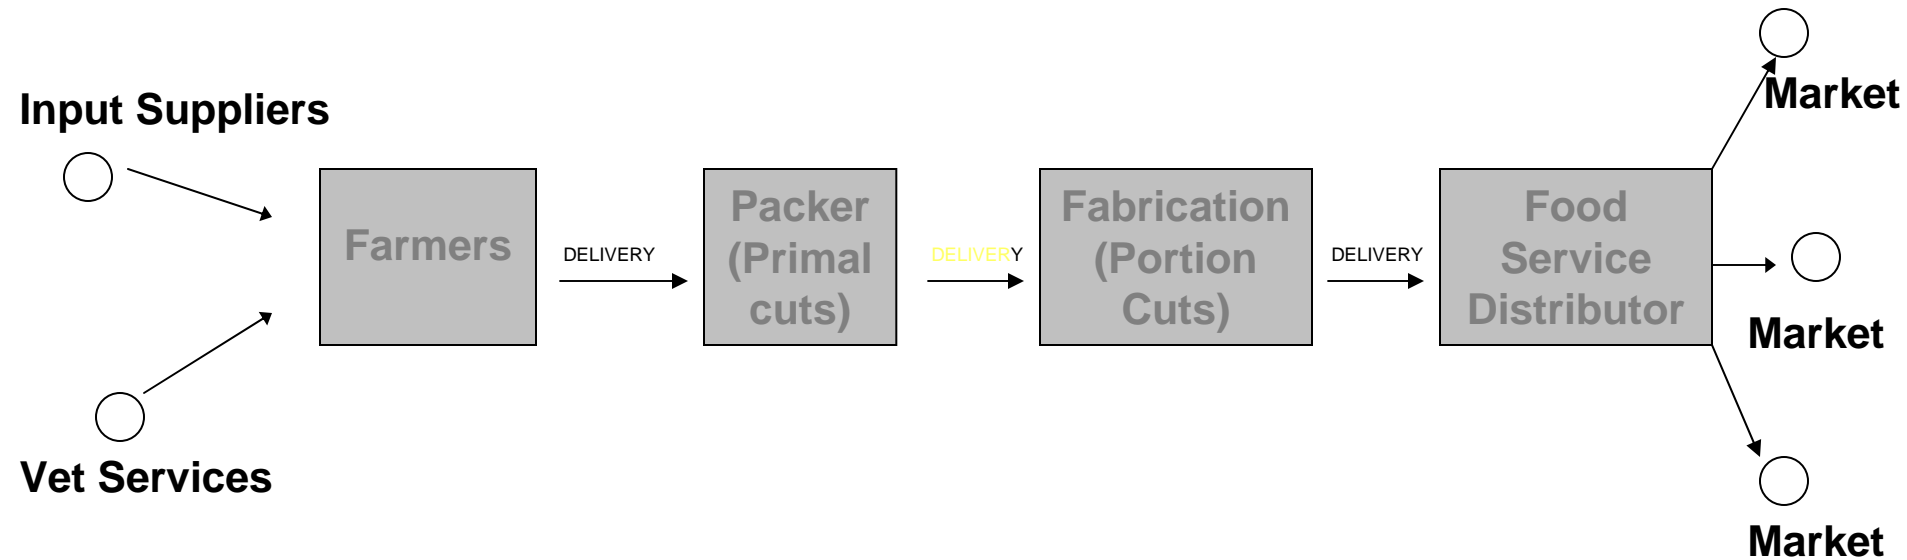 Input Suppliers
Vet Services
Farmers
DELIVERY
Packer
(Primal
cuts)
DELIVERY
Fabrication
(Portion
Cuts)
DELIVERY
Food
Service
Distributor
Market
Market
Market